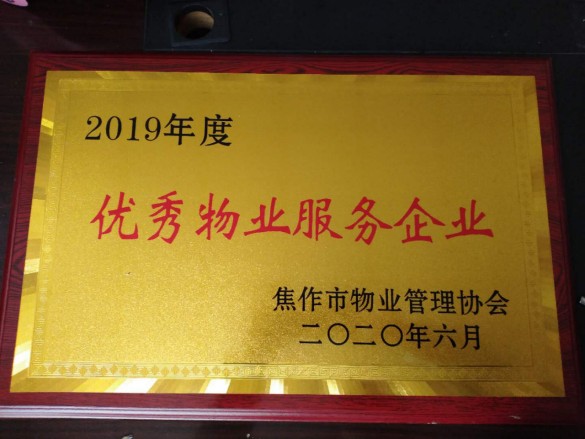 2019年度
优秀物业服务企业
焦作市物业管理协会
二〇二〇年六月